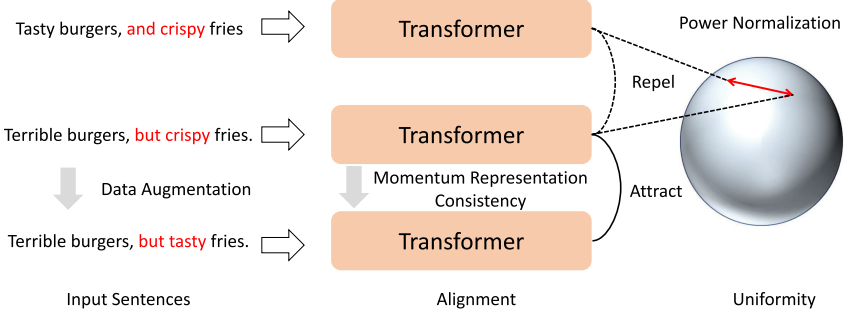 Power Normalization
Tasty burgers, and crispy fries
Transformer
Repel
Terrible burgers, but crispy fries.
Transformer
Data Augmentation
Momentum Representation
Consistency
Attract
Terrible burgers, but tasty fries.
Transformer
Input Sentences
Alignment
Uniformity